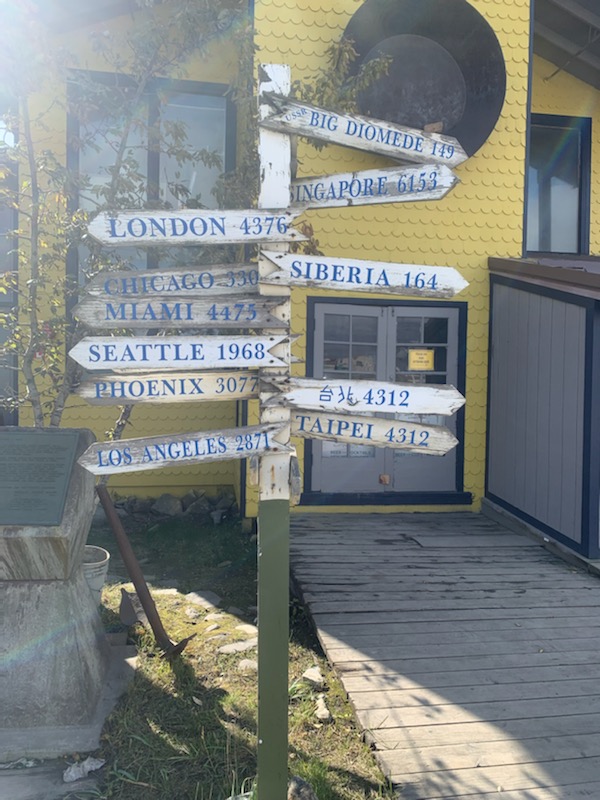 USSR BIG DIOMEDE 149
SINGAPORE 6153
LONDON 4376
SIBERIA 164
CHICAGO
MIAMI 4475
SEATTLE 1968
PHOENIX 3077
台北 4312
TAIPEI 4312
LOS ANGELES 2871